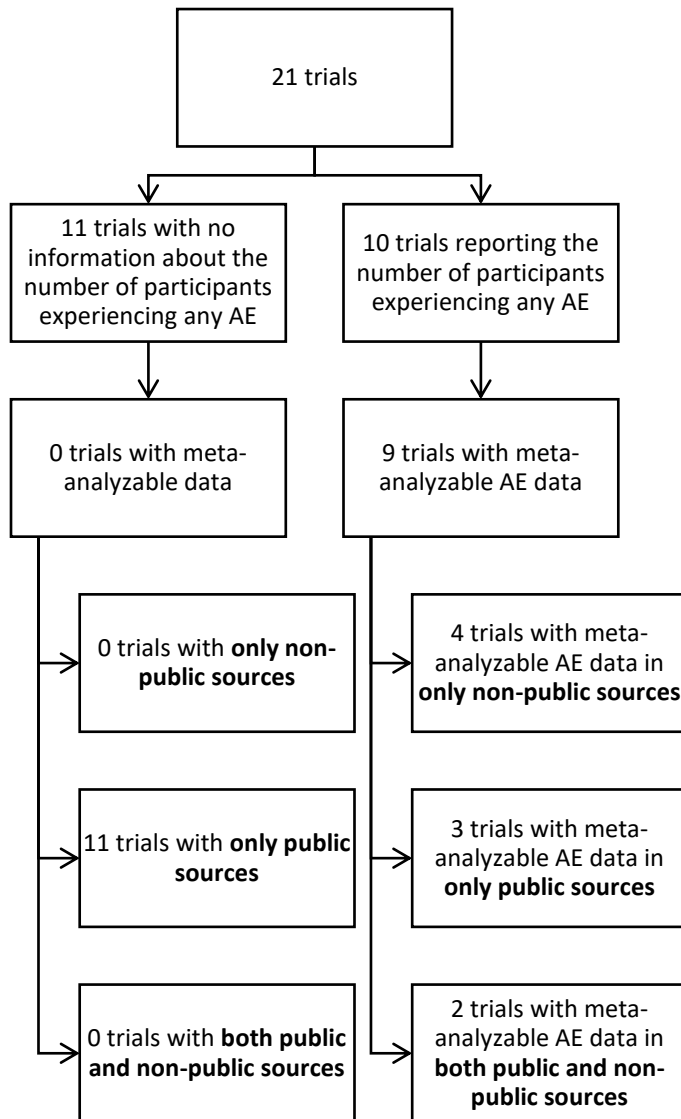 21 trials
11 trials with no
information about the
number of participants
experiencing any AE
10 trials reporting the
number of participants
experiencing any AE
0 trials with meta-
analyzable data
9 trials with meta-
analyzable AE data
0 trials with only non-
public sources
4 trials with meta-
analyzable AE data in
only non-public sources
11 trials with only public
sources
3 trials with meta-
analyzable AE data in
only public sources
0 trials with both public
and non-public sources
2 trials with meta-
analyzable AE data in
both public and non-
public sources